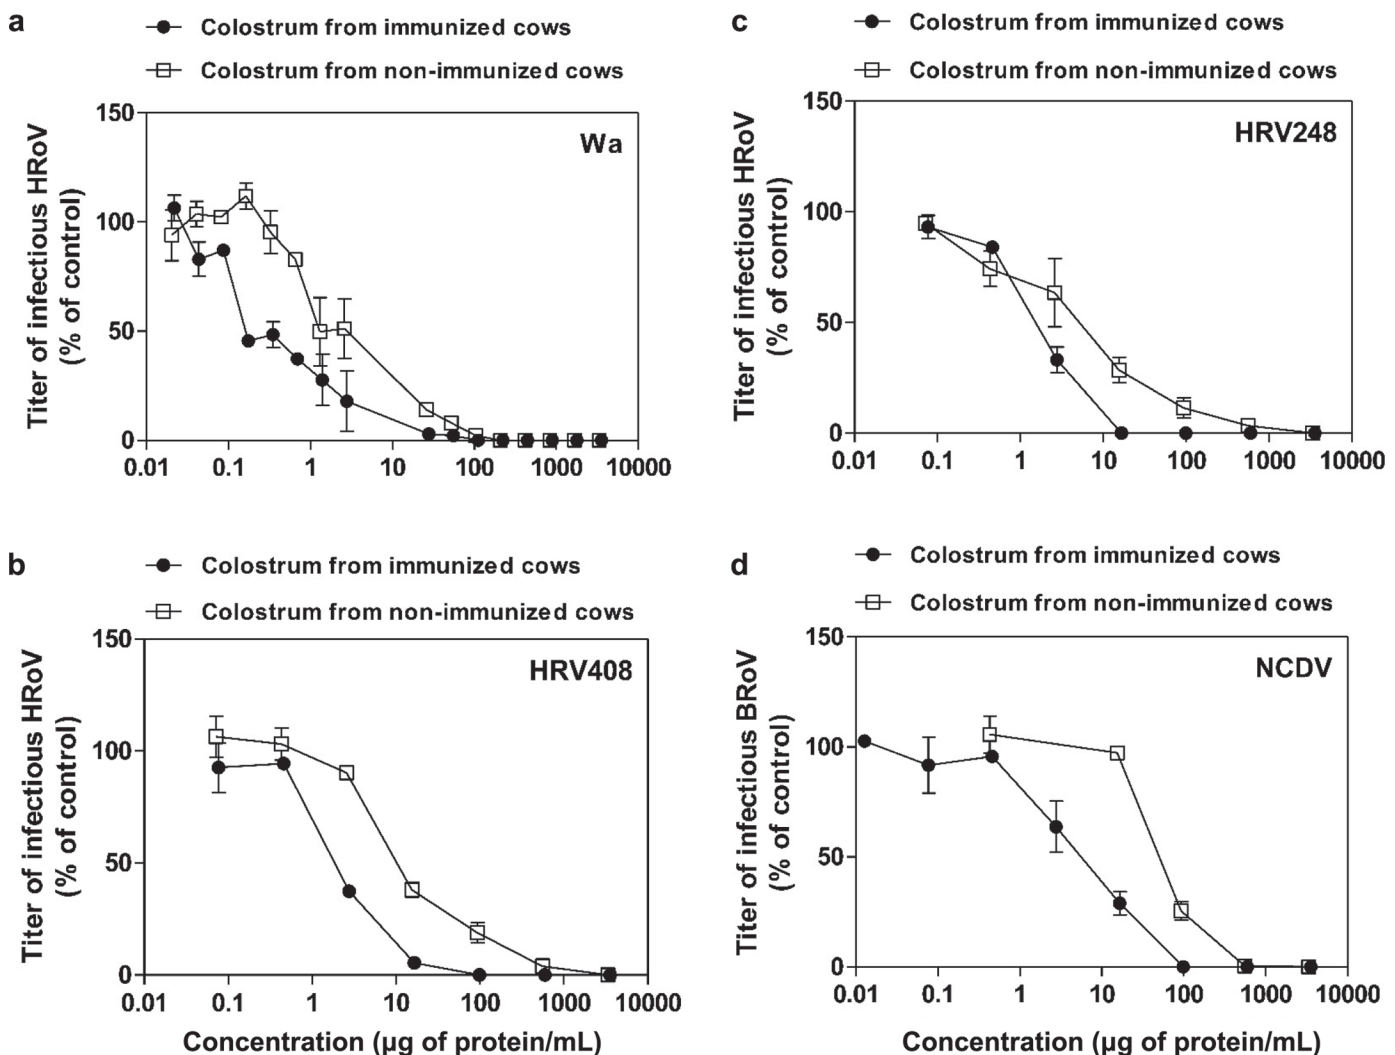 a
Colostrum from immunized cows
Colostrum from non-immunized cows
Wa
Titer of infectious HRoV
(% of control)
150
100
50
0
0.01 0.1 1 10 100 1000 10000
b
Colostrum from immunized cows
Colostrum from non-immunized cows
HRV408
Titer of infectious HRoV
(% of control)
150
100
50
0
0.01 0.1 1 10 100 1000 10000
Concentration (µg of protein/mL)
c
Colostrum from immunized cows
Colostrum from non-immunized cows
HRV248
Titer of infectious HRoV
(% of control)
150
100
50
0
0.01 0.1 1 10 100 1000 10000
d
Colostrum from immunized cows
Colostrum from non-immunized cows
NCDV
Titer of infectious BRoV
(% of control)
150
100
50
0
0.01 0.1 1 10 100 1000 10000
Concentration (µg of protein/mL)